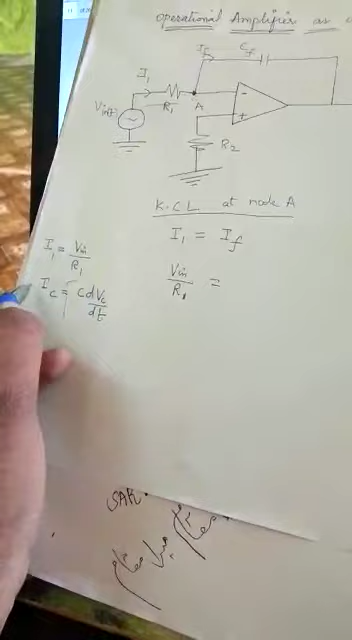 Operational Amplifier as
If
Cf
I1
R1
A
Vin(t)
-
+
R2
K.C.L at node A
I1 = If
I1 = Vin/R1
Vin/R1 =
Ic = C dVc/dt
SAR.